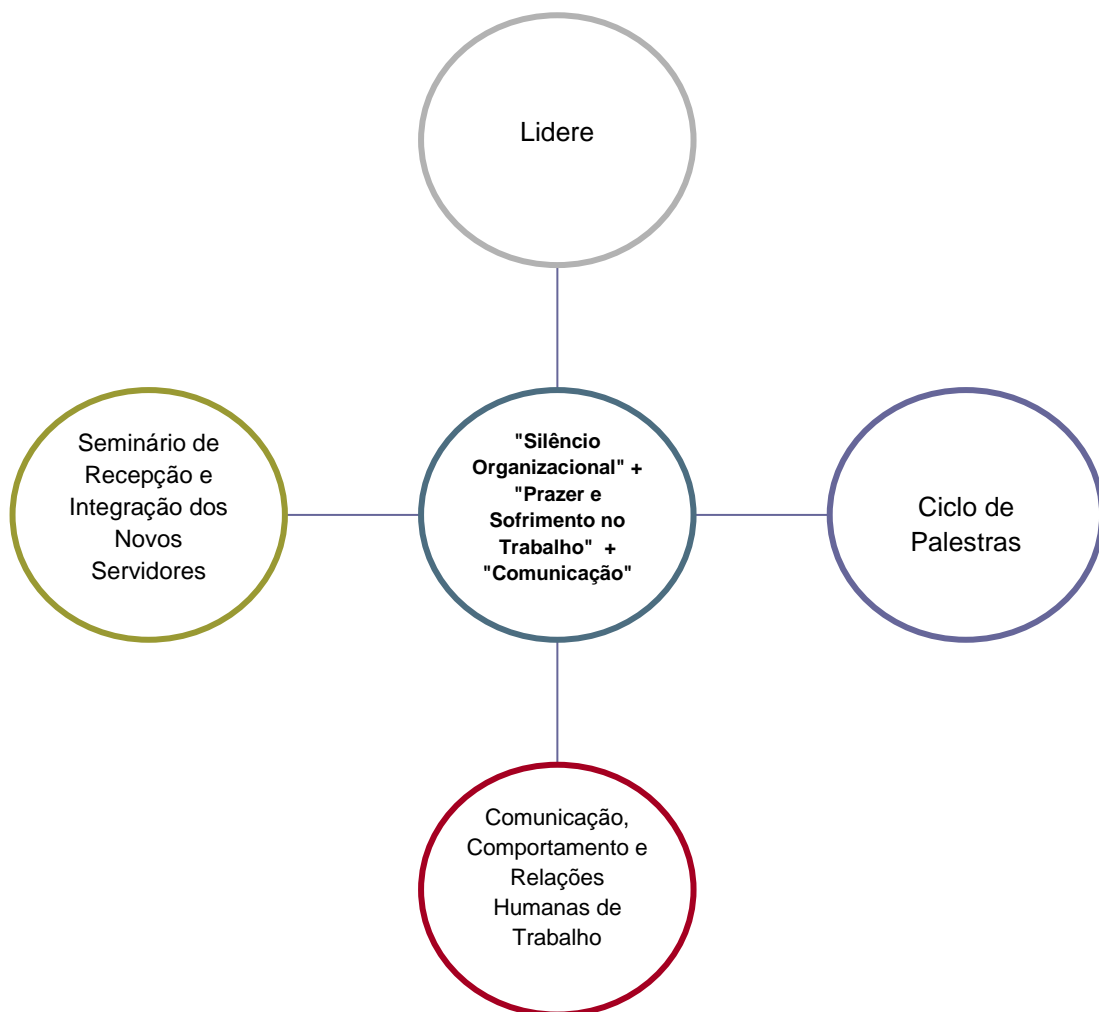 Lidere
Seminário de
Recepção e
Integração dos
Novos
Servidores
"Silêncio
Organizacional" +
"Prazer e
Sofrimento no
Trabalho" +
"Comunicação"
Ciclo de
Palestras
Comunicação,
Comportamento e
Relações
Humanas de
Trabalho